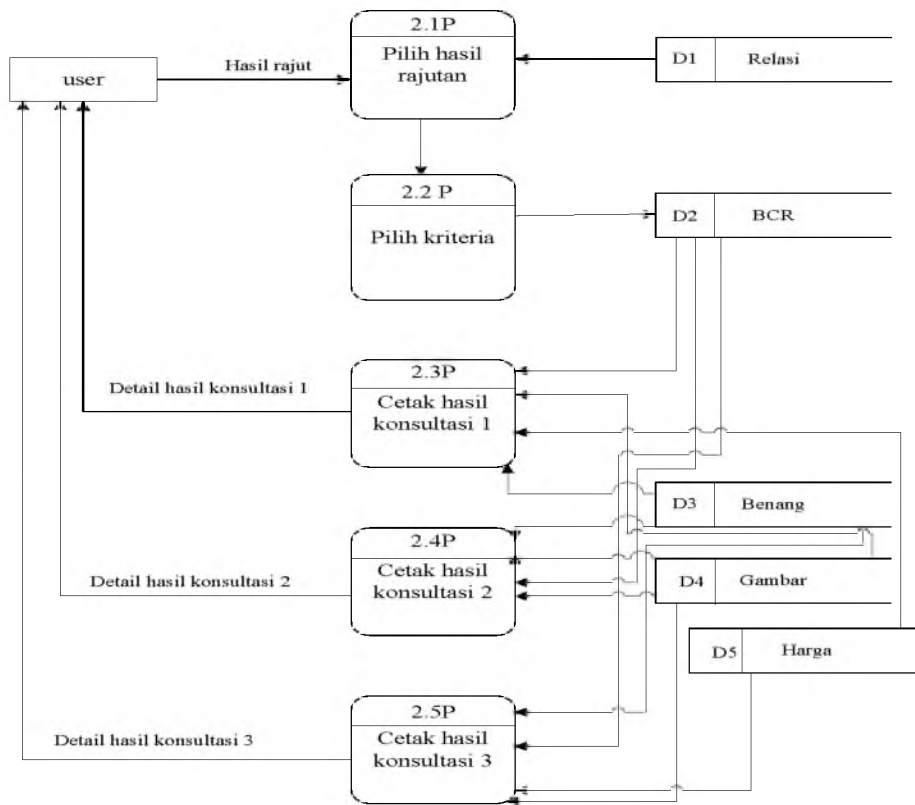 2.1P
Pilih hasil
rajutan
user
Hasil rajut
D1
Relasi
2.2 P
Pilih kriteria
D2
BCR
2.3P
Cetak hasil
konsultasi 1
Detail hasil konsultasi 1
D3
Benang
2.4P
Cetak hasil
konsultasi 2
Detail hasil konsultasi 2
D4
Gambar
D5
Harga
2.5P
Cetak hasil
konsultasi 3
Detail hasil konsultasi 3